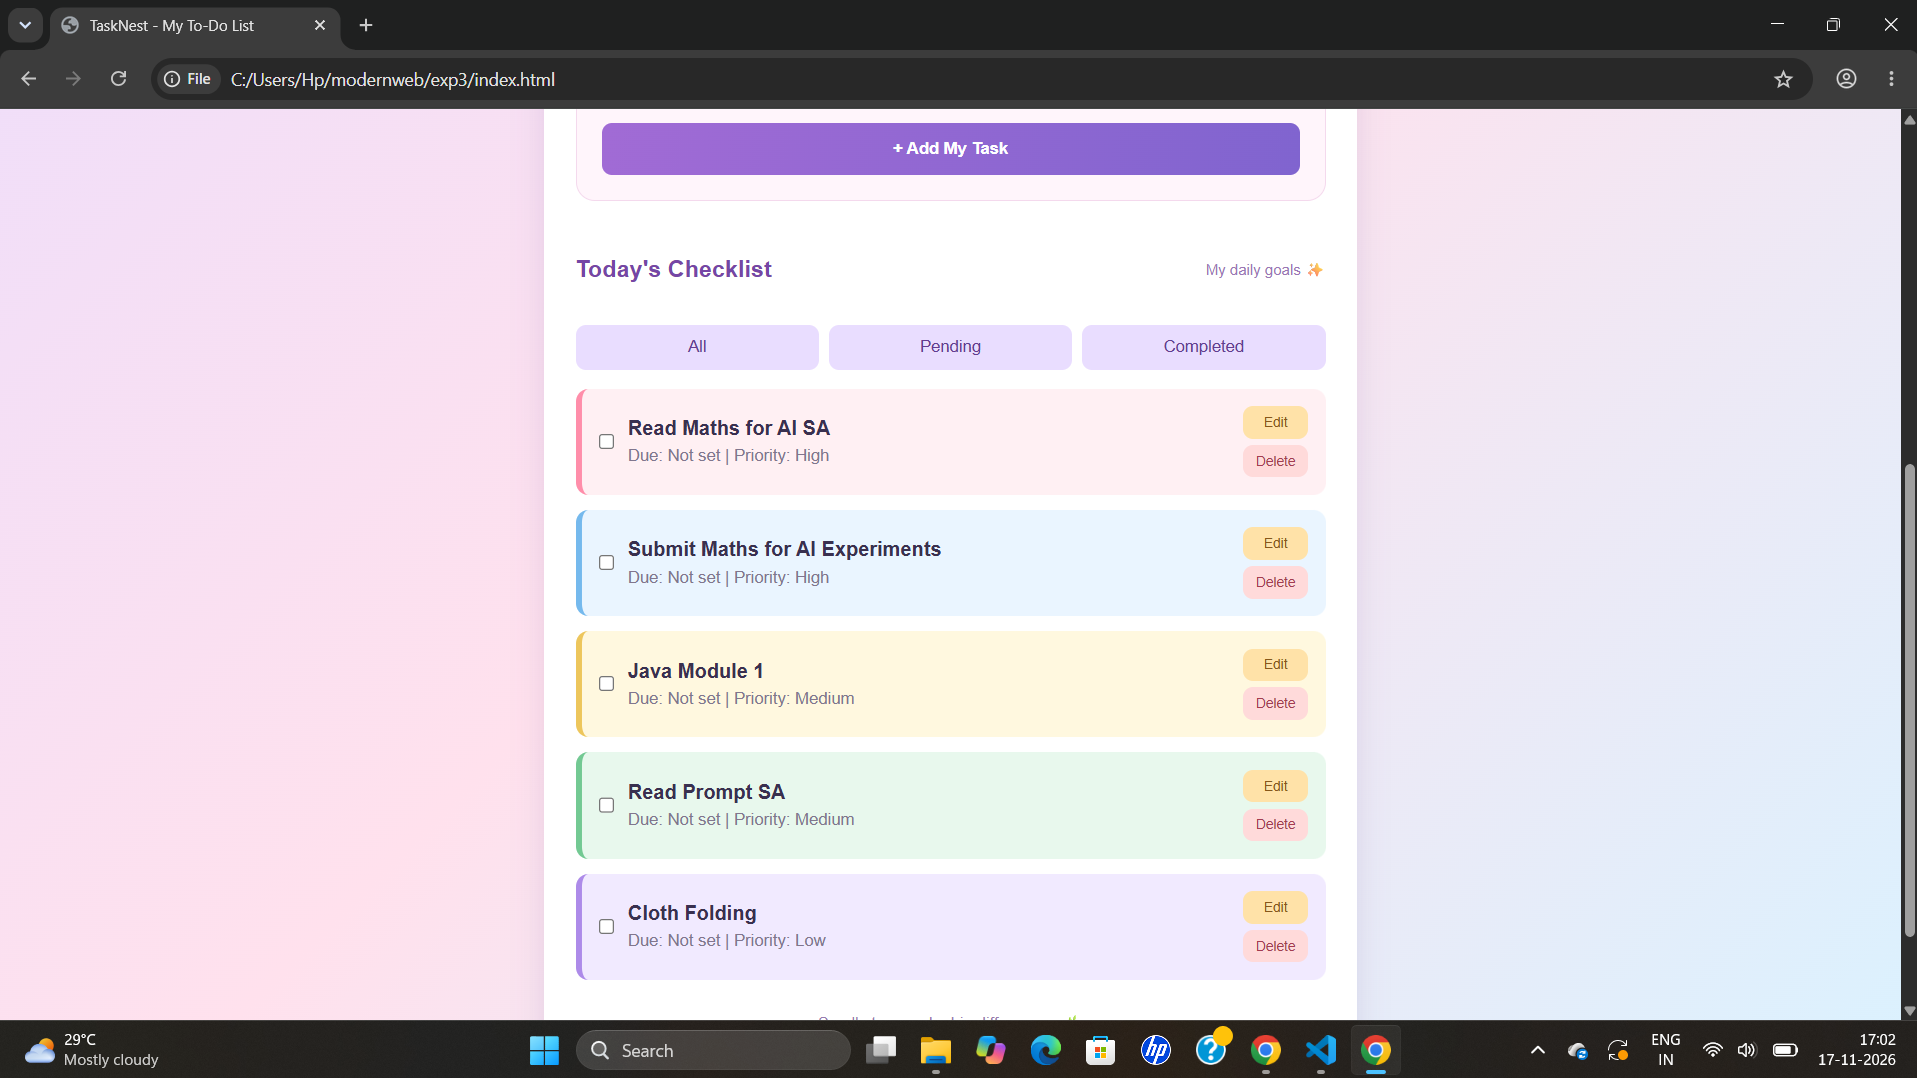 TaskNest - My To-Do List
File
C:/Users/Hp/modernweb/exp3/index.html
+ Add My Task
Today's Checklist
My daily goals ✨
All
Pending
Completed
Read Maths for AI SA
Due: Not set | Priority: High
Edit
Delete
Submit Maths for AI Experiments
Due: Not set | Priority: High
Edit
Delete
Java Module 1
Due: Not set | Priority: Medium
Edit
Delete
Read Prompt SA
Due: Not set | Priority: Medium
Edit
Delete
Cloth Folding
Due: Not set | Priority: Low
Edit
Delete
29°C
Mostly cloudy
Search
hp
ENG
IN
17:02
17-11-2026